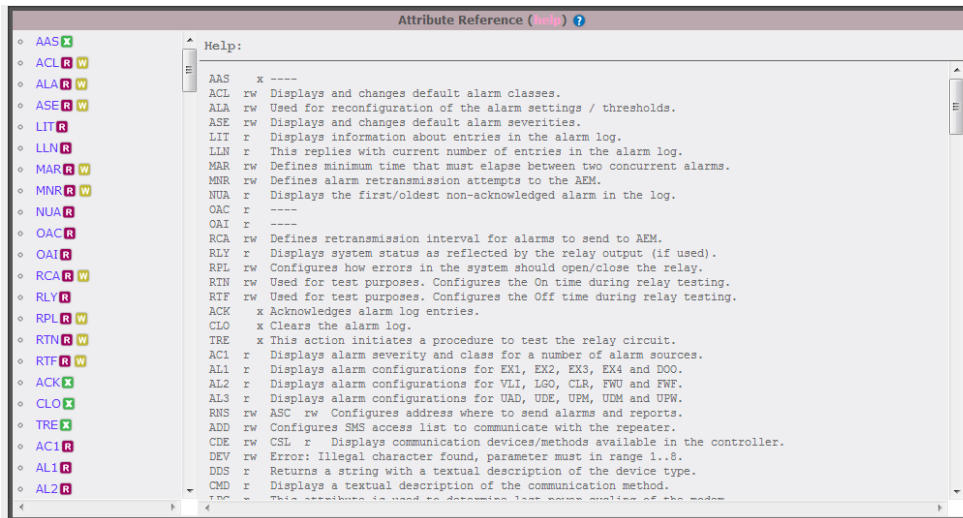 Attribute Reference (help) ?
AAS X
ACL R W
ALA R W
ASE R W
LIT R
LLN R
MAR R W
MNR R W
NUA R
OAC R
OAI R
RCA R W
RLY R
RPL R W
RTN R W
RTF R W
ACK X
CLO X
TRE X
AC1 R
AL1 R
AL2 R
Help:
AAS x ----
ACL rw Displays and changes default alarm classes.
ALA rw Used for reconfiguration of the alarm settings / thresholds.
ASE rw Displays and changes default alarm severities.
LIT r Displays information about entries in the alarm log.
LLN r This replies with current number of entries in the alarm log.
MAR rw Defines minimum time that must elapse between two concurrent alarms.
MNR rw Defines alarm retransmission attempts to the AEM.
NUA r Displays the first/oldest non-acknowledged alarm in the log.
OAC r ----
OAI r ----
RCA rw Defines retransmission interval for alarms to send to AEM.
RLY r Displays system status as reflected by the relay output (if used).
RPL rw Configures how errors in the system should open/close the relay.
RTN rw Used for test purposes. Configures the On time during relay testing.
RTF rw Used for test purposes. Configures the Off time during relay testing.
ACK x Acknowledges alarm log entries.
CLO x Clears the alarm log.
TRE x This action initiates a procedure to test the relay circuit.
AC1 r Displays alarm severity and class for a number of alarm sources.
AL1 r Displays alarm configurations for EX1, EX2, EX3, EX4 and DOO.
AL2 r Displays alarm configurations for VLI, LGO, CLR, FWU and FWF.
AL3 r Displays alarm configurations for UAD, UDE, UPM, UDM and UPW.
RNS rw ASC rw Configures address where to send alarms and reports.
ADD rw Configures SMS access list to communicate with the repeater.
CDE rw CSL r Displays communication devices/methods available in the controller.
DEV rw Error: Illegal character found, parameter must in range 1..8.
DDS r Returns a string with a textual description of the device type.
CMD r Displays a textual description of the communication method.
LPC r This attribute is used to determine last power cycling of the modem